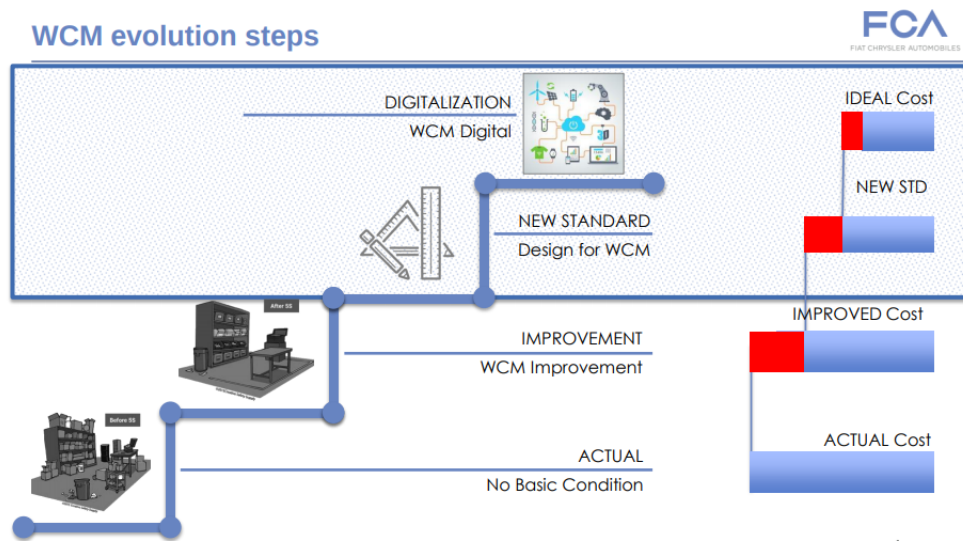 WCM evolution steps
FCA
FIAT CHRYSLER AUTOMOBILES
DIGITALIZATION
WCM Digital
IDEAL Cost
NEW STD
NEW STANDARD
Design for WCM
After 5S
IMPROVED Cost
IMPROVEMENT
WCM Improvement
Before 5S
ACTUAL Cost
ACTUAL
No Basic Condition